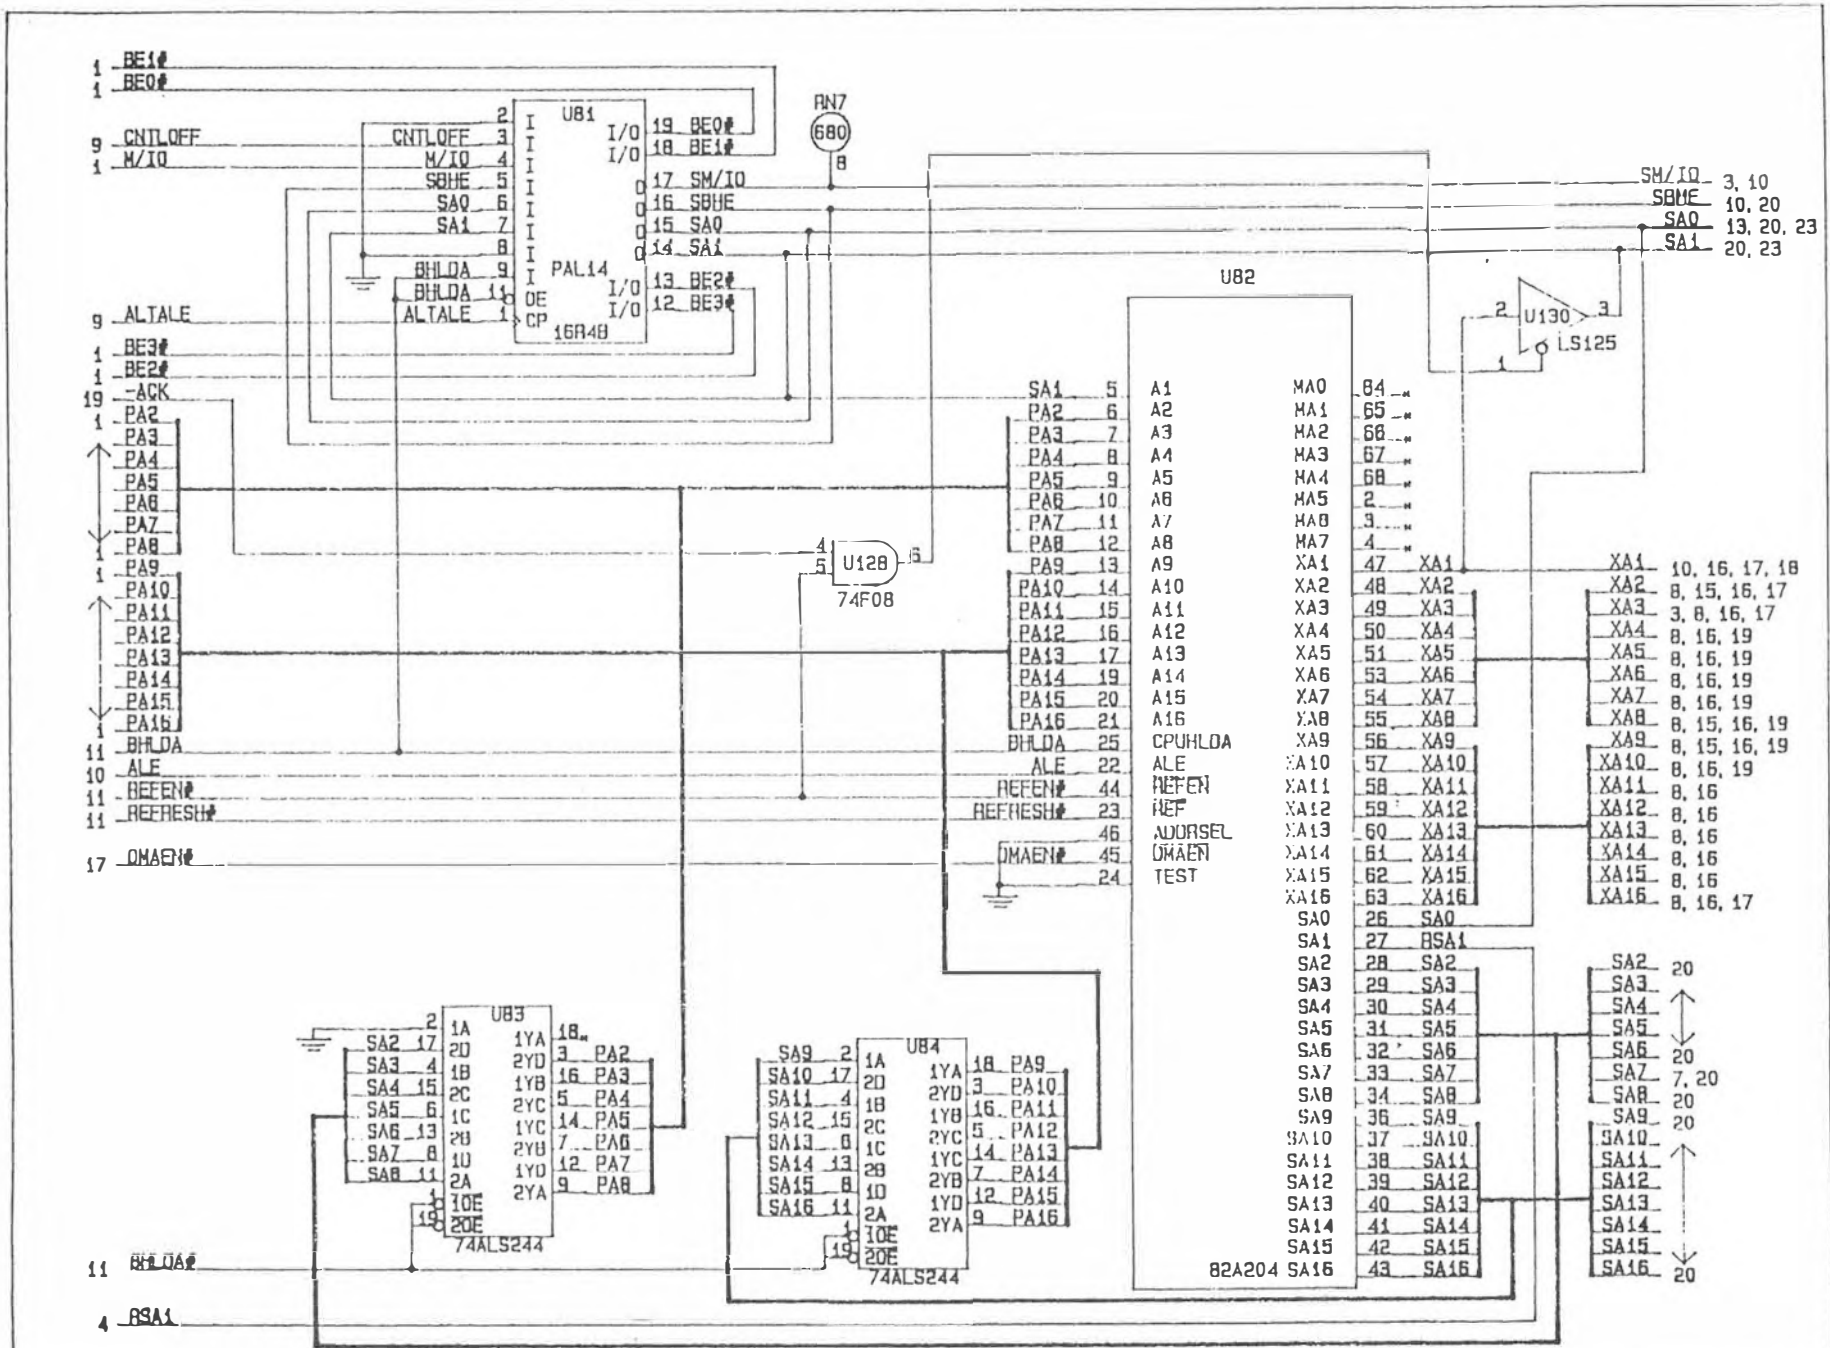 1 BE1#
1 BE0#
9 CNTLOFF
1 M/IO
9 ALTALE
1 BE3#
1 BE2#
19 -ACK
1 PA2
PA3
PA4
PA5
PA6
PA7
1 PA8
1 PA9
PA10
PA11
PA12
PA13
PA14
PA15
1 PA16
11 BHLDA
10 ALE
11 REFEN#
11 REFRESH#
17 DMAEN#
11 BHLDA#
4 RSA1
U81
2 I
CNTLOFF 3 I
M/IO 4 I
SBHE 5 I
SA0 6 I
SA1 7 I
8 I
BHLDA 9 I
BHLDA 11 OE
ALTALE 1 CP
I/O 19 BE0#
I/O 18 BE1#
O 17 SM/IO
O 16 SBHE
O 15 SA0
O 14 SA1
I/O 13 BE2#
I/O 12 BE3#
PAL14
16R4B
RN7
680
8
SM/IO 3, 10
SBHE 10, 20
SA0 13, 20, 23
SA1 20, 23
2 U130 3
1 LS125
4
5 U128 6
74F08
U82
SA1 5 A1
PA2 6 A2
PA3 7 A3
PA4 8 A4
PA5 9 A5
PA6 10 A6
PA7 11 A7
PA8 12 A8
PA9 13 A9
PA10 14 A10
PA11 15 A11
PA12 16 A12
PA13 17 A13
PA14 19 A14
PA15 20 A15
PA16 21 A16
BHLDA 25 CPUHLDA
ALE 22 ALE
REFEN# 44 REFEN
REFRESH# 23 REF
46 ADDRSEL
DMAEN# 45 DMAEN
24 TEST
MA0 64
MA1 65
MA2 66
MA3 67
MA4 68
MA5 2
3
MA7 4
XA1 47 XA1
XA2 48 XA2
XA3 49 XA3
XA4 50 XA4
XA5 51 XA5
XA6 53 XA6
XA7 54 XA7
XA8 55 XA8
XA9 56 XA9
XA10 57 XA10
XA11 58 XA11
XA12 59 XA12
XA13 60 XA13
XA14 61 XA14
XA15 62 XA15
XA16 63 XA16
SA0 26 SA0
SA1 27 RSA1
SA2 28 SA2
SA3 29 SA3
SA4 30 SA4
SA5 31 SA5
SA6 32 SA6
SA7 33 SA7
SA8 34 SA8
SA9 36 SA9
SA10 37 SA10
SA11 38 SA11
SA12 39 SA12
SA13 40 SA13
SA14 41 SA14
SA15 42 SA15
82A204 SA16 43 SA16
XA1 10, 16, 17, 18
XA2 8, 15, 16, 17
XA3 3, 8, 16, 17
XA4 8, 16, 19
XA5 8, 16, 19
XA6 8, 16, 19
XA7 8, 16, 19
XA8 8, 15, 16, 19
XA9 8, 15, 16, 19
XA10 8, 16, 19
XA11 8, 16
XA12 8, 16
XA13 8, 16
XA14 8, 16
XA15 8, 16
XA16 8, 16, 17
SA2 20
SA3
SA4
SA5
SA6 20
SA7 7, 20
SA8 20
SA9 20
SA10
SA11
SA12
SA13
SA14
SA15
SA16 20
U83
2 1A
SA2 17 2D
SA3 4 1B
SA4 15 2C
SA5 6 1C
SA6 13 2B
SA7 8 1D
SA8 11 2A
1 1OE
19 2OE
1YA 18
2YD 3 PA2
1YB 16 PA3
2YC 5 PA4
1YC 14 PA5
2YB 7 PA6
1YD 12 PA7
2YA 9 PA8
74ALS244
U84
SA9 2 1A
SA10 17 2D
SA11 4 1B
SA12 15 2C
SA13 6 1C
SA14 13 2B
SA15 8 1D
SA16 11 2A
1 1OE
19 2OE
1YA 18 PA9
2YD 3 PA10
1YB 16 PA11
2YC 5 PA12
1YC 14 PA13
2YB 7 PA14
1YD 12 PA15
2YA 9 PA16
74ALS244